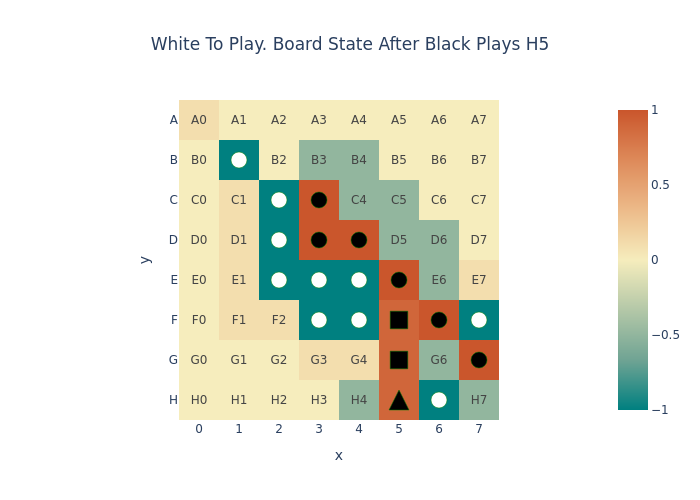 White To Play. Board State After Black Plays H5
A A0 A1 A2 A3 A4 A5 A6 A7
B B0 B2 B3 B4 B5 B6 B7
C C0 C1 C4 C5 C6 C7
D D0 D1 D5 D6 D7
E E0 E1 E6 E7
F F0 F1 F2
G G0 G1 G2 G3 G4 G6
H H0 H1 H2 H3 H4 H7
0 1 2 3 4 5 6 7
x
y
1
0.5
0
−0.5
−1